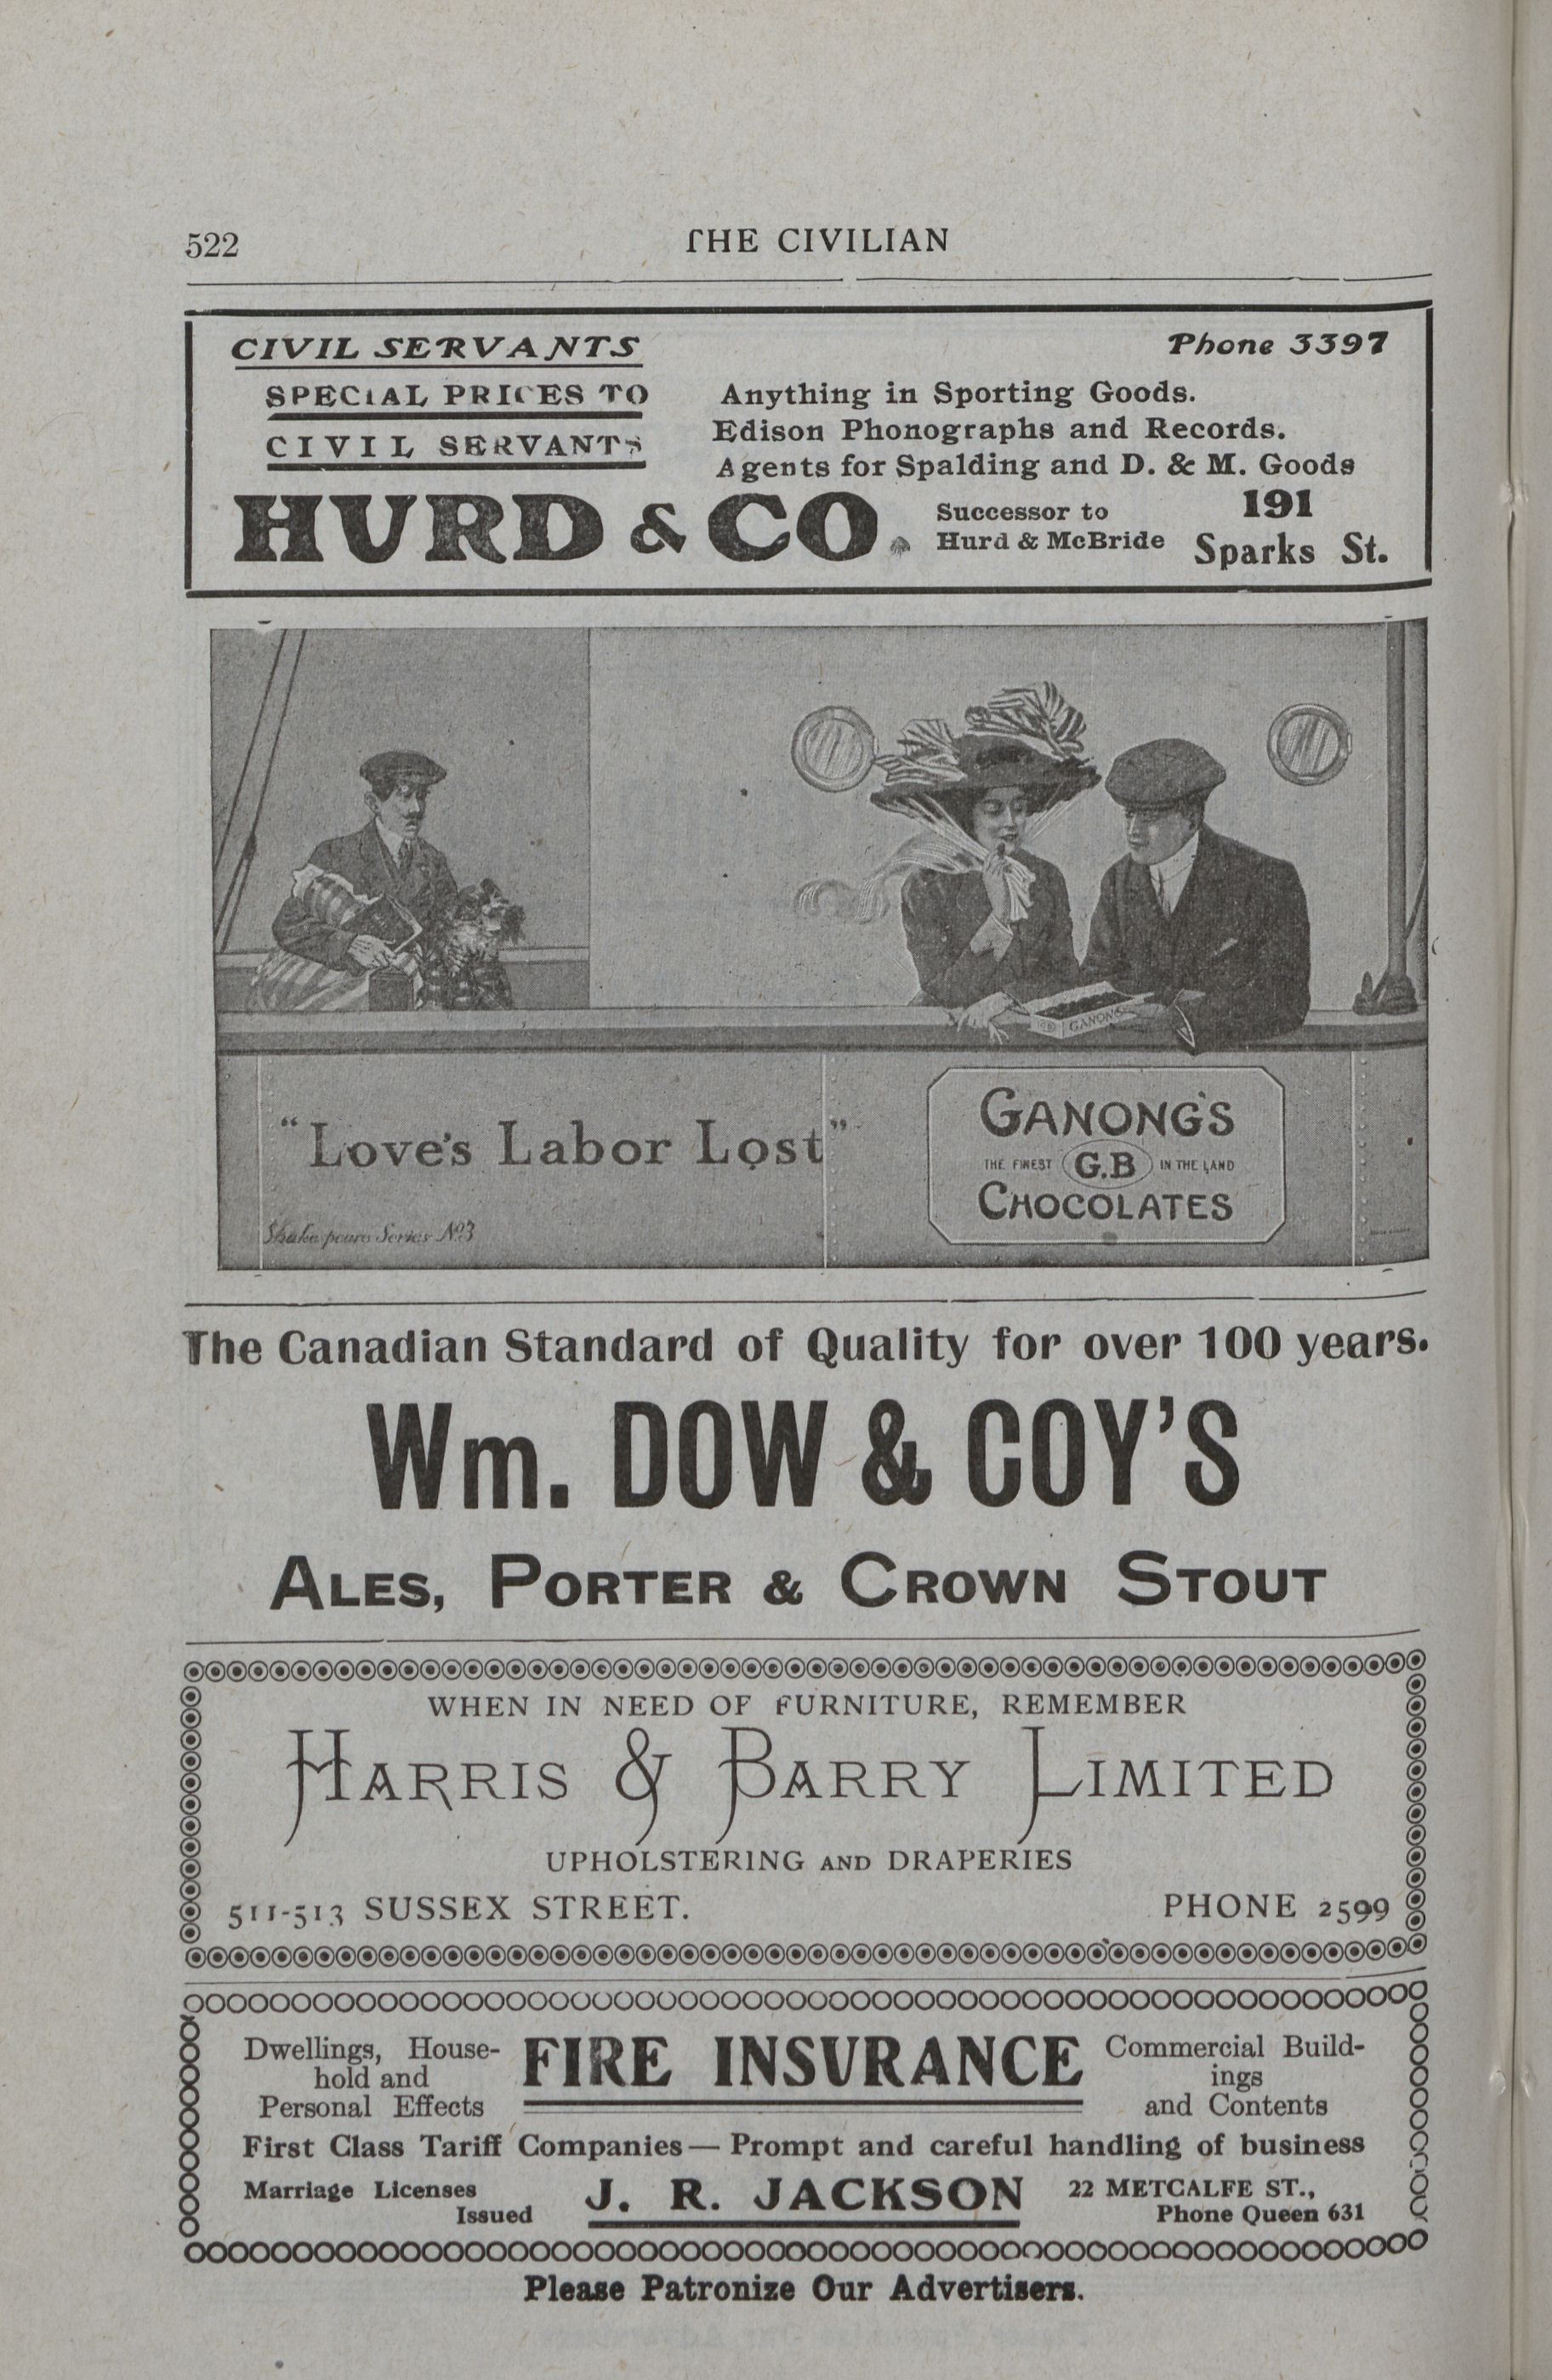 522
THE CIVILIAN
CIVIL SERVANTS
SPECIAL PRICES TO
CIVIL SERVANTS
Phone 3397
Anything in Sporting Goods.
Edison Phonographs and Records.
Agents for Spalding and D. & M. Goods
HURD & CO.
Successor to
Hurd & McBride
191
Sparks St.
GB GANONG'S
"Love's Labor Lost"
Shakespeare Series No 3
GANONG'S
THE FINEST G.B IN THE LAND
CHOCOLATES
The Canadian Standard of Quality for over 100 years.
Wm. DOW & COY'S
ALES, PORTER & CROWN STOUT
WHEN IN NEED OF FURNITURE, REMEMBER
HARRIS & BARRY LIMITED
UPHOLSTERING AND DRAPERIES
511-513 SUSSEX STREET.
PHONE 2599
Dwellings, House-
hold and
Personal Effects
FIRE INSURANCE
Commercial Build-
ings
and Contents
First Class Tariff Companies — Prompt and careful handling of business
Marriage Licenses
Issued
J. R. JACKSON
22 METCALFE ST.,
Phone Queen 631
Please Patronize Our Advertisers.